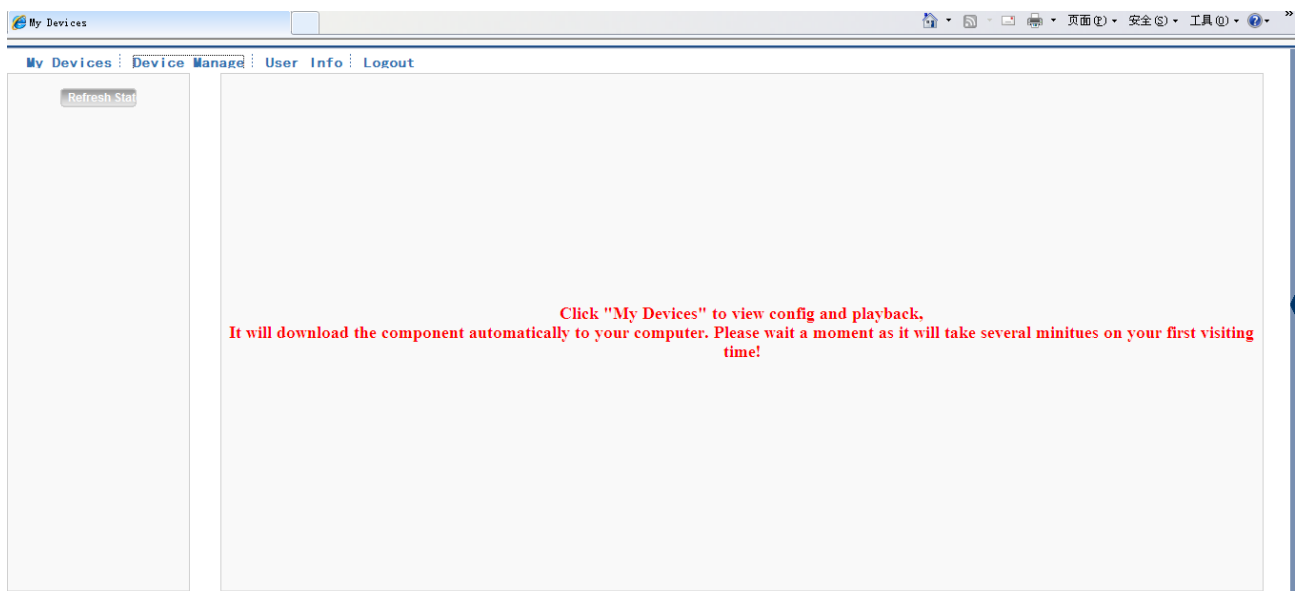 My Devices
页面(P) 安全(S) 工具(O) »
My Devices Device Manage User Info Logout
Refresh Stat
Click "My Devices" to view config and playback,
It will download the component automatically to your computer. Please wait a moment as it will take several minitues on your first visiting
time!